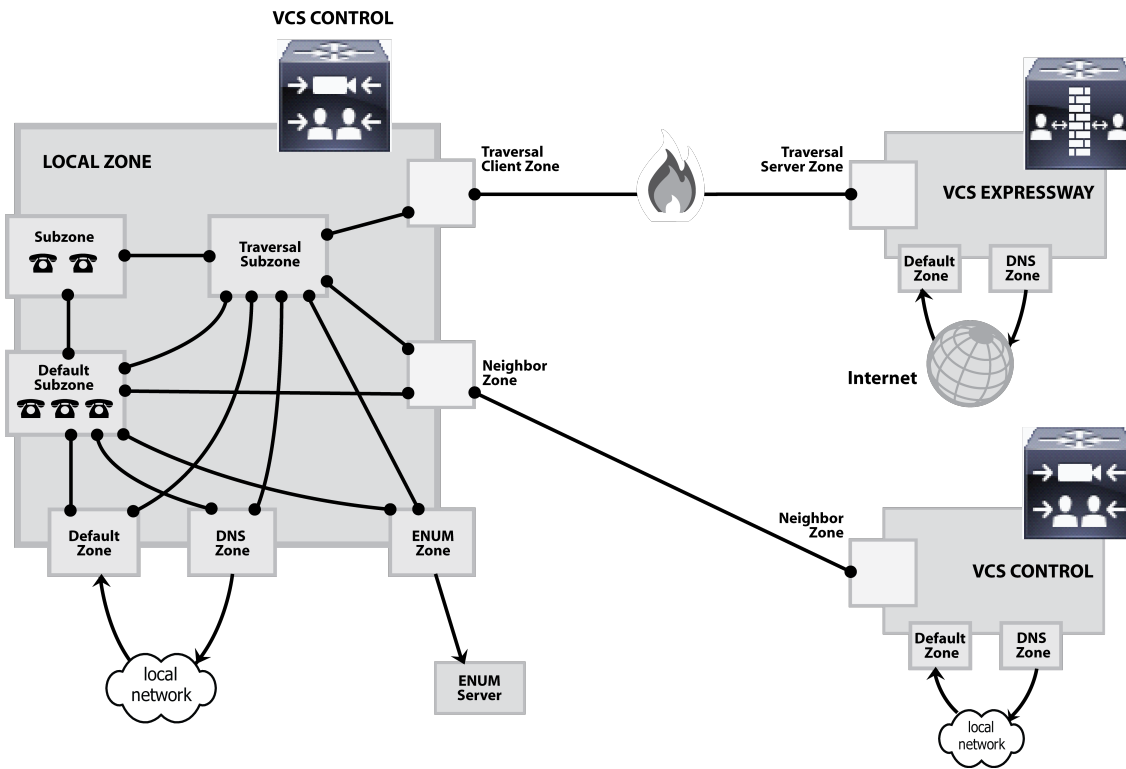 VCS CONTROL
LOCAL ZONE
Traversal
Client Zone
Traversal
Server Zone
VCS EXPRESSWAY
Subzone
Traversal
Subzone
Default
Zone
DNS
Zone
Internet
Default
Subzone
Neighbor
Zone
Neighbor
Zone
VCS CONTROL
Default
Zone
DNS
Zone
ENUM
Zone
Default
Zone
DNS
Zone
local
network
ENUM
Server
local
network